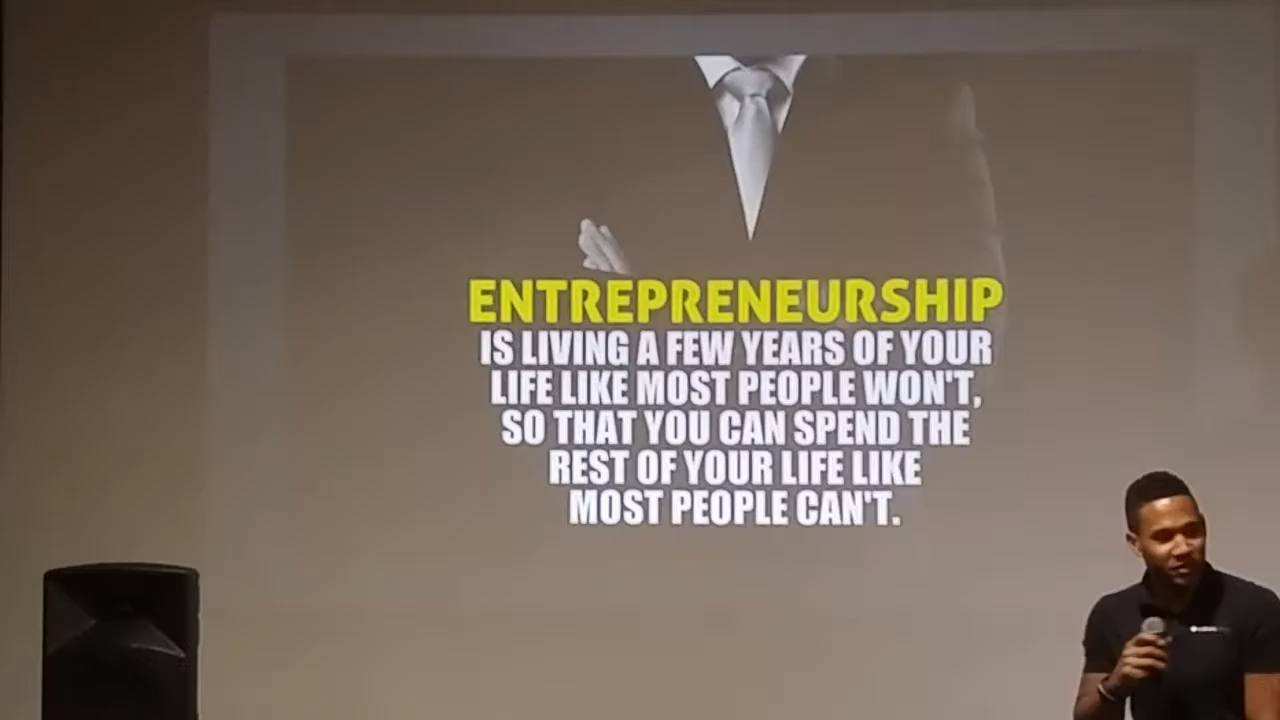 ENTREPRENEURSHIP
IS LIVING A FEW YEARS OF YOUR
LIFE LIKE MOST PEOPLE WON'T,
SO THAT YOU CAN SPEND THE
REST OF YOUR LIFE LIKE
MOST PEOPLE CAN'T.